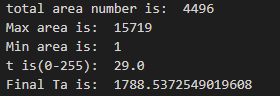 total area number is:  4496
Max area is:  15719
Min area is:  1
t is(0-255):  29.0
Final Ta is:  1788.5372549019608